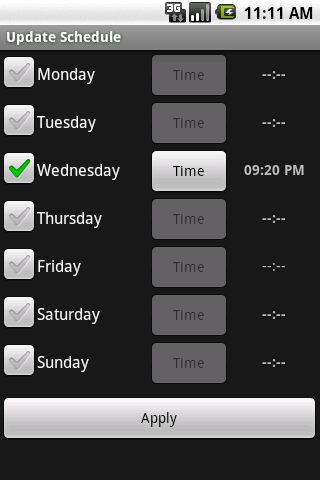 3G 11:11 AM
Update Schedule
Monday Time --:--
Tuesday Time --:--
Wednesday Time 09:20 PM
Thursday Time --:--
Friday Time --:--
Saturday Time --:--
Sunday Time --:--
Apply